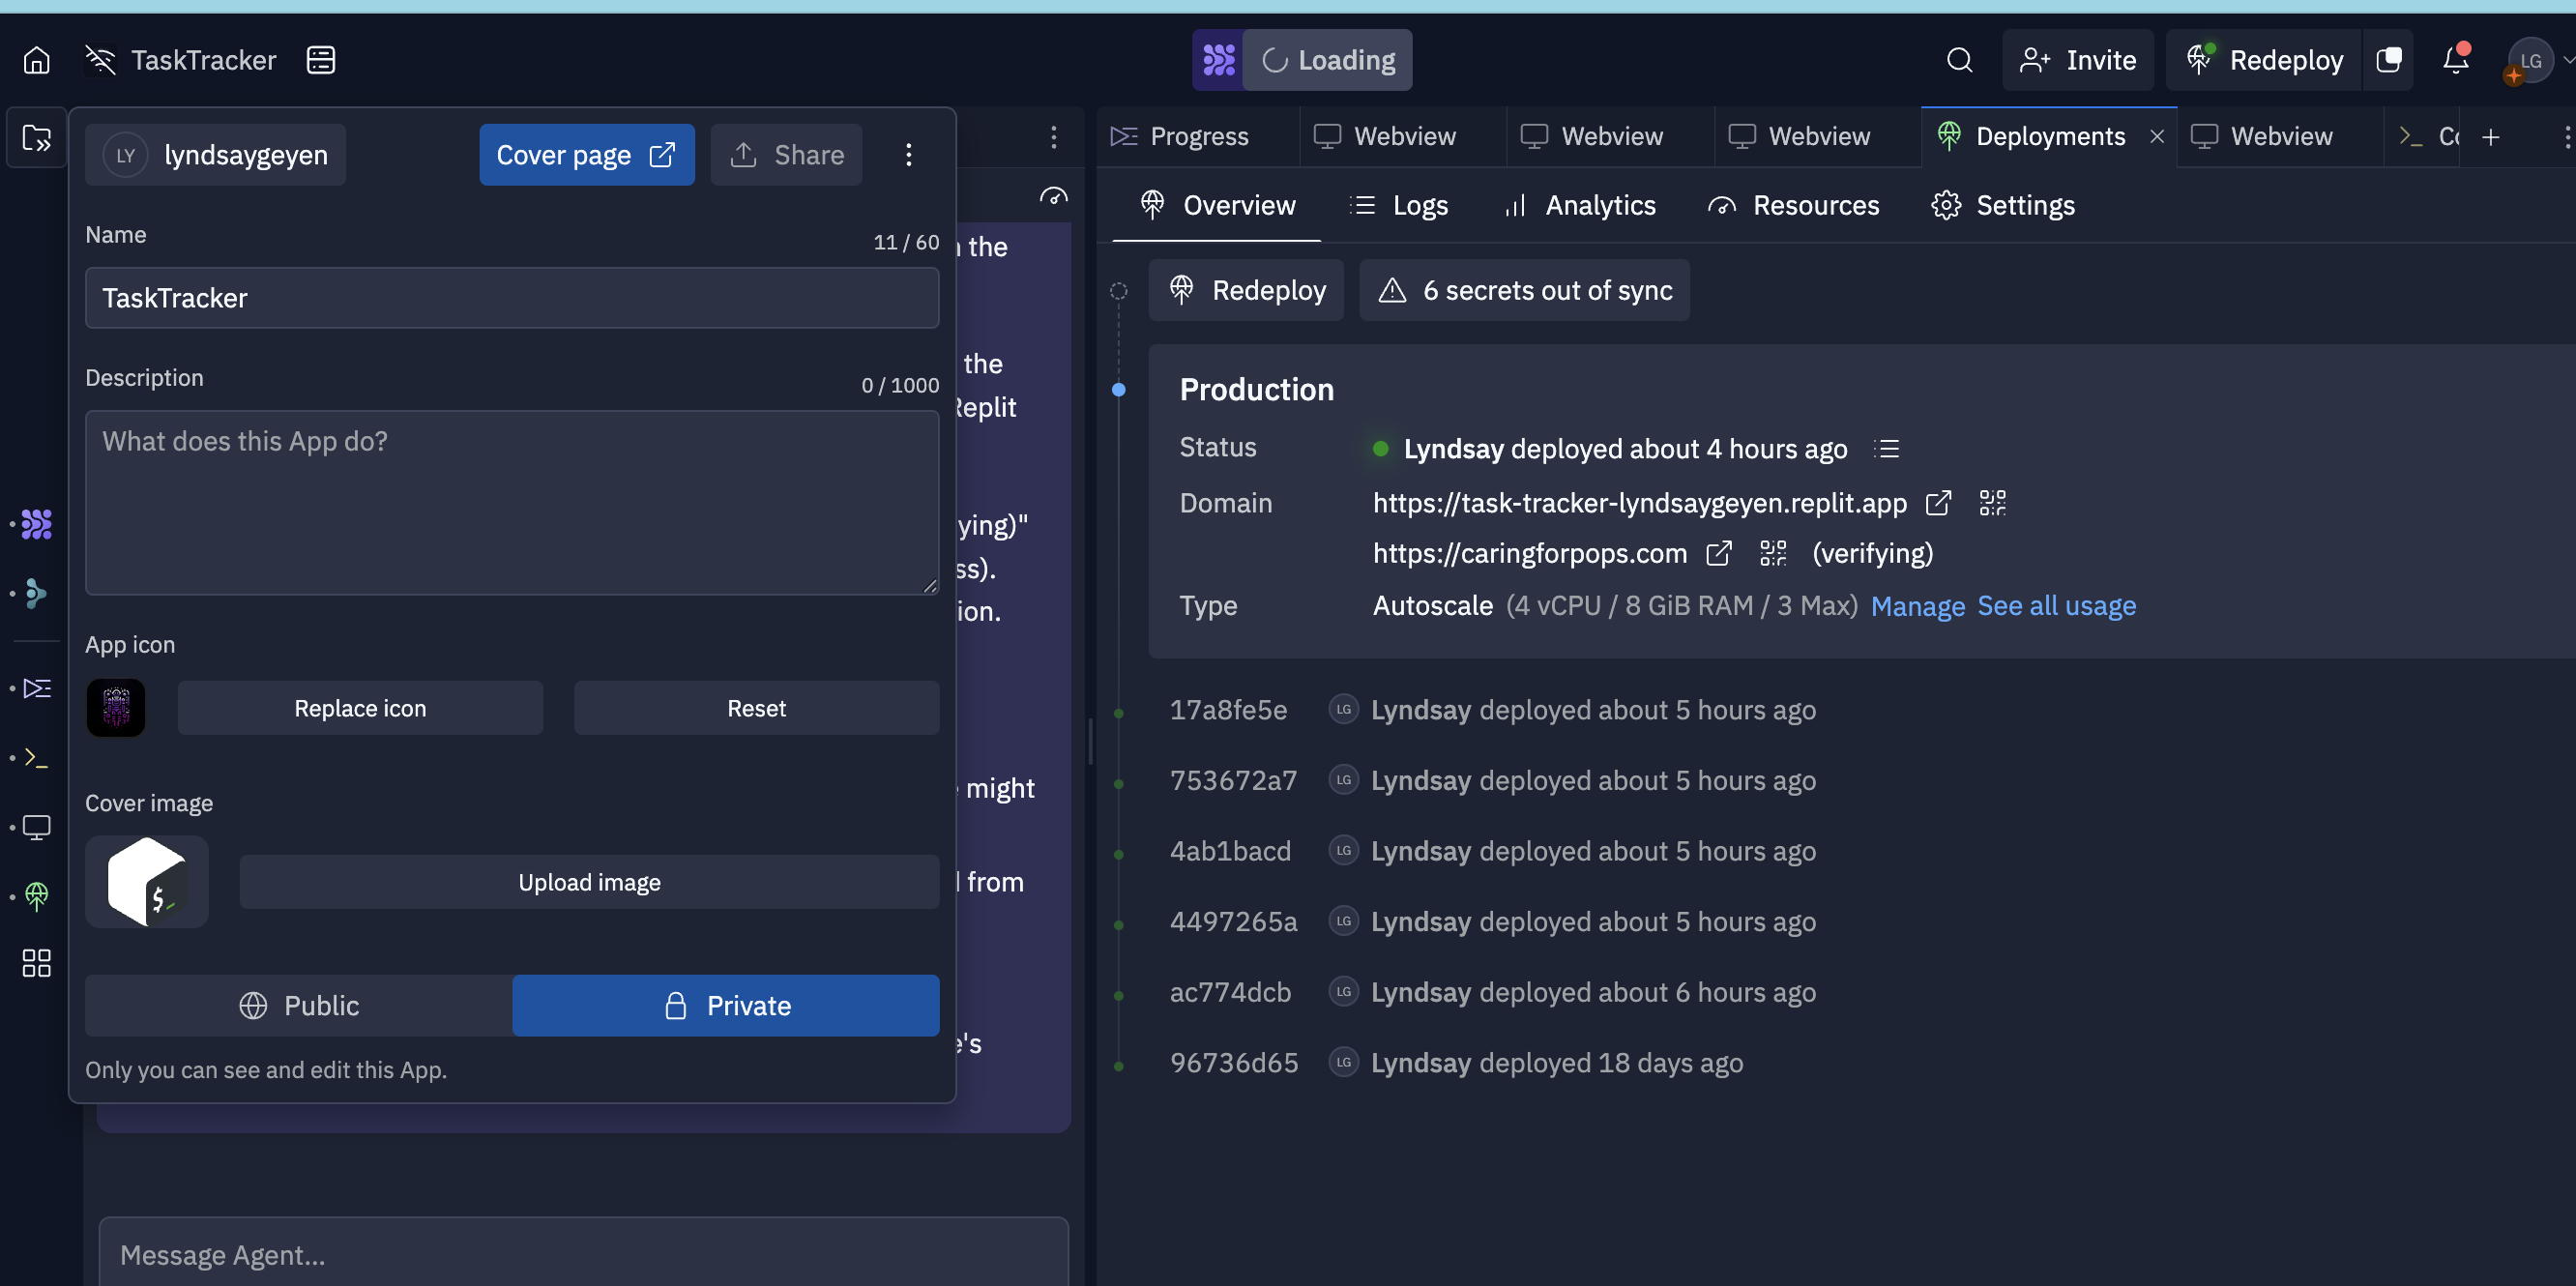 TaskTracker
Loading
Invite
Redeploy
LG
LY
lyndsaygeyen
Cover page
Share
Name
11 / 60
TaskTracker
Description
0 / 1000
What does this App do?
App icon
Replace icon
Reset
Cover image
$_
Upload image
Public
Private
Only you can see and edit this App.
the
the
Replit
ying)"
ss).
ion.
might
from
e's
Message Agent...
Progress
Webview
Webview
Webview
Deployments
Webview
Overview
Logs
Analytics
Resources
Settings
Redeploy
6 secrets out of sync
Production
Status
Lyndsay deployed about 4 hours ago
Domain
https://task-tracker-lyndsaygeyen.replit.app
https://caringforpops.com (verifying)
Type
Autoscale (4 vCPU / 8 GiB RAM / 3 Max) Manage See all usage
17a8fe5e LG Lyndsay deployed about 5 hours ago
753672a7 LG Lyndsay deployed about 5 hours ago
4ab1bacd LG Lyndsay deployed about 5 hours ago
4497265a LG Lyndsay deployed about 5 hours ago
ac774dcb LG Lyndsay deployed about 6 hours ago
96736d65 LG Lyndsay deployed 18 days ago